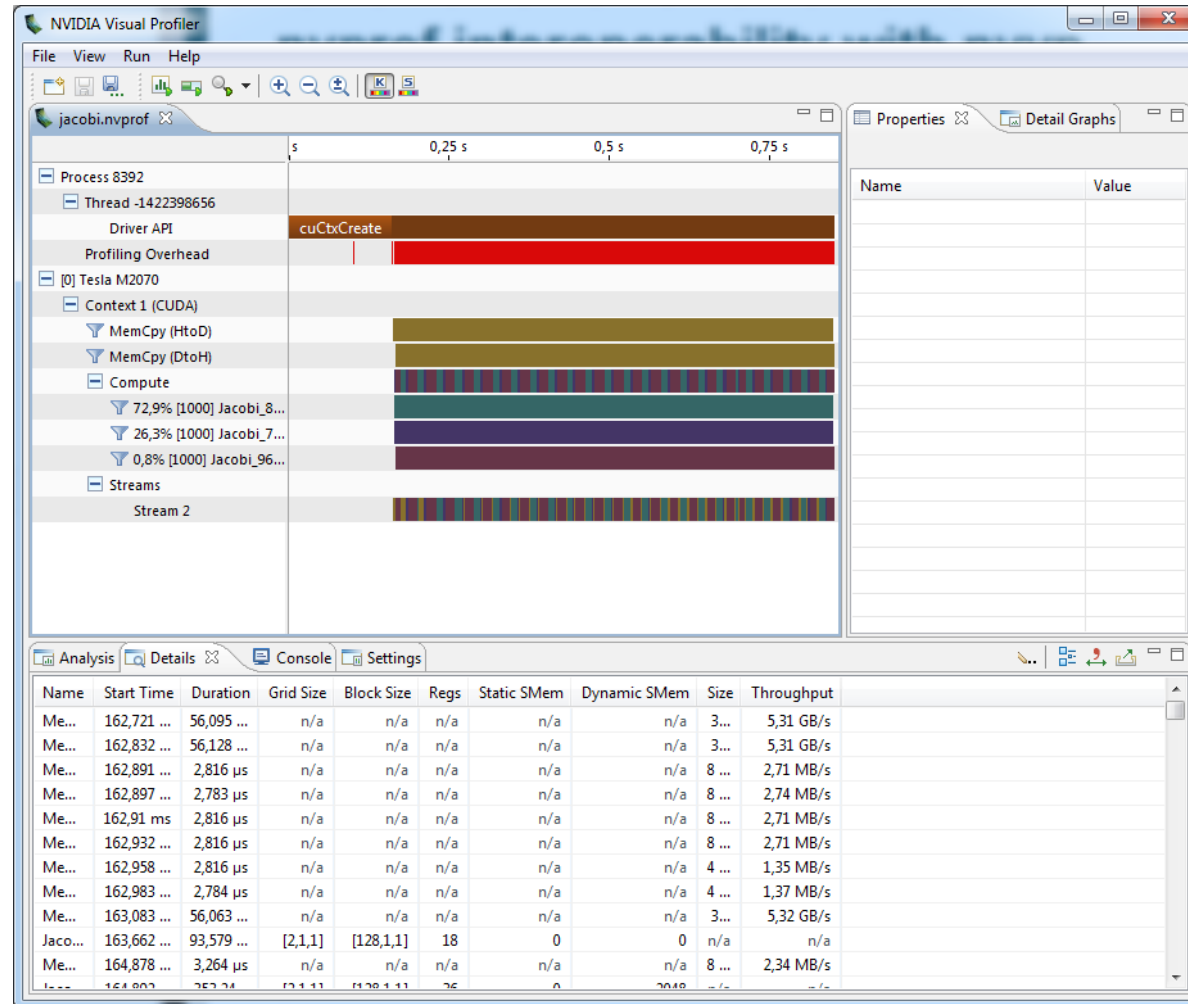 NVIDIA Visual Profiler
nvprof interoperability with nvvp
File View Run Help
jacobi.nvprof
s 0,25 s 0,5 s 0,75 s
Process 8392
Thread -1422398656
Driver API cuCtxCreate
Profiling Overhead
[0] Tesla M2070
Context 1 (CUDA)
MemCpy (HtoD)
MemCpy (DtoH)
Compute
72,9% [1000] Jacobi_8...
26,3% [1000] Jacobi_7...
0,8% [1000] Jacobi_96...
Streams
Stream 2
Properties Detail Graphs
Name Value
Analysis Details Console Settings
Name Start Time Duration Grid Size Block Size Regs Static SMem Dynamic SMem Size Throughput
Me... 162,721 ... 56,095 ... n/a n/a n/a n/a n/a 3... 5,31 GB/s
Me... 162,832 ... 56,128 ... n/a n/a n/a n/a n/a 3... 5,31 GB/s
Me... 162,891 ... 2,816 µs n/a n/a n/a n/a n/a 8 ... 2,71 MB/s
Me... 162,897 ... 2,783 µs n/a n/a n/a n/a n/a 8 ... 2,74 MB/s
Me... 162,91 ms 2,816 µs n/a n/a n/a n/a n/a 8 ... 2,71 MB/s
Me... 162,932 ... 2,816 µs n/a n/a n/a n/a n/a 8 ... 2,71 MB/s
Me... 162,958 ... 2,816 µs n/a n/a n/a n/a n/a 4 ... 1,35 MB/s
Me... 162,983 ... 2,784 µs n/a n/a n/a n/a n/a 4 ... 1,37 MB/s
Me... 163,083 ... 56,063 ... n/a n/a n/a n/a n/a 3... 5,32 GB/s
Jaco... 163,662 ... 93,579 ... [2,1,1] [128,1,1] 18 0 0 n/a n/a
Me... 164,878 ... 3,264 µs n/a n/a n/a n/a n/a 8 ... 2,34 MB/s